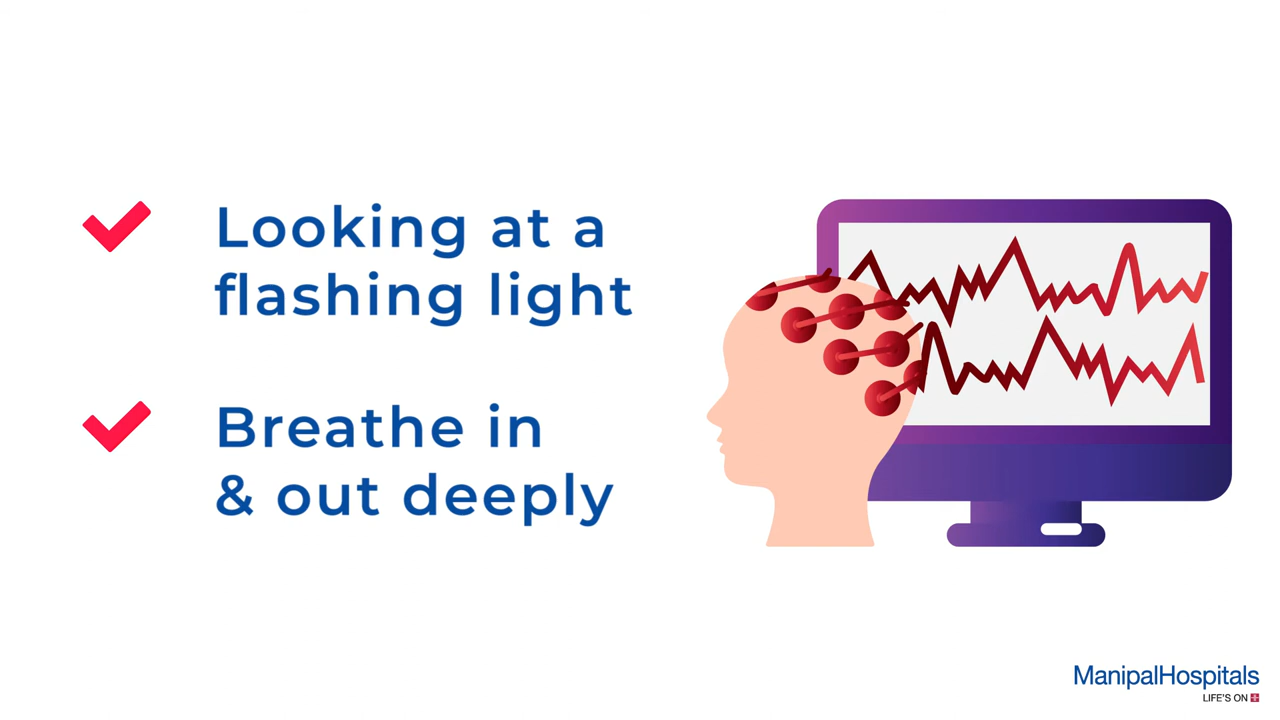 Looking at a
flashing light
Breathe in
& out deeply
ManipalHospitals
LIFE'S ON